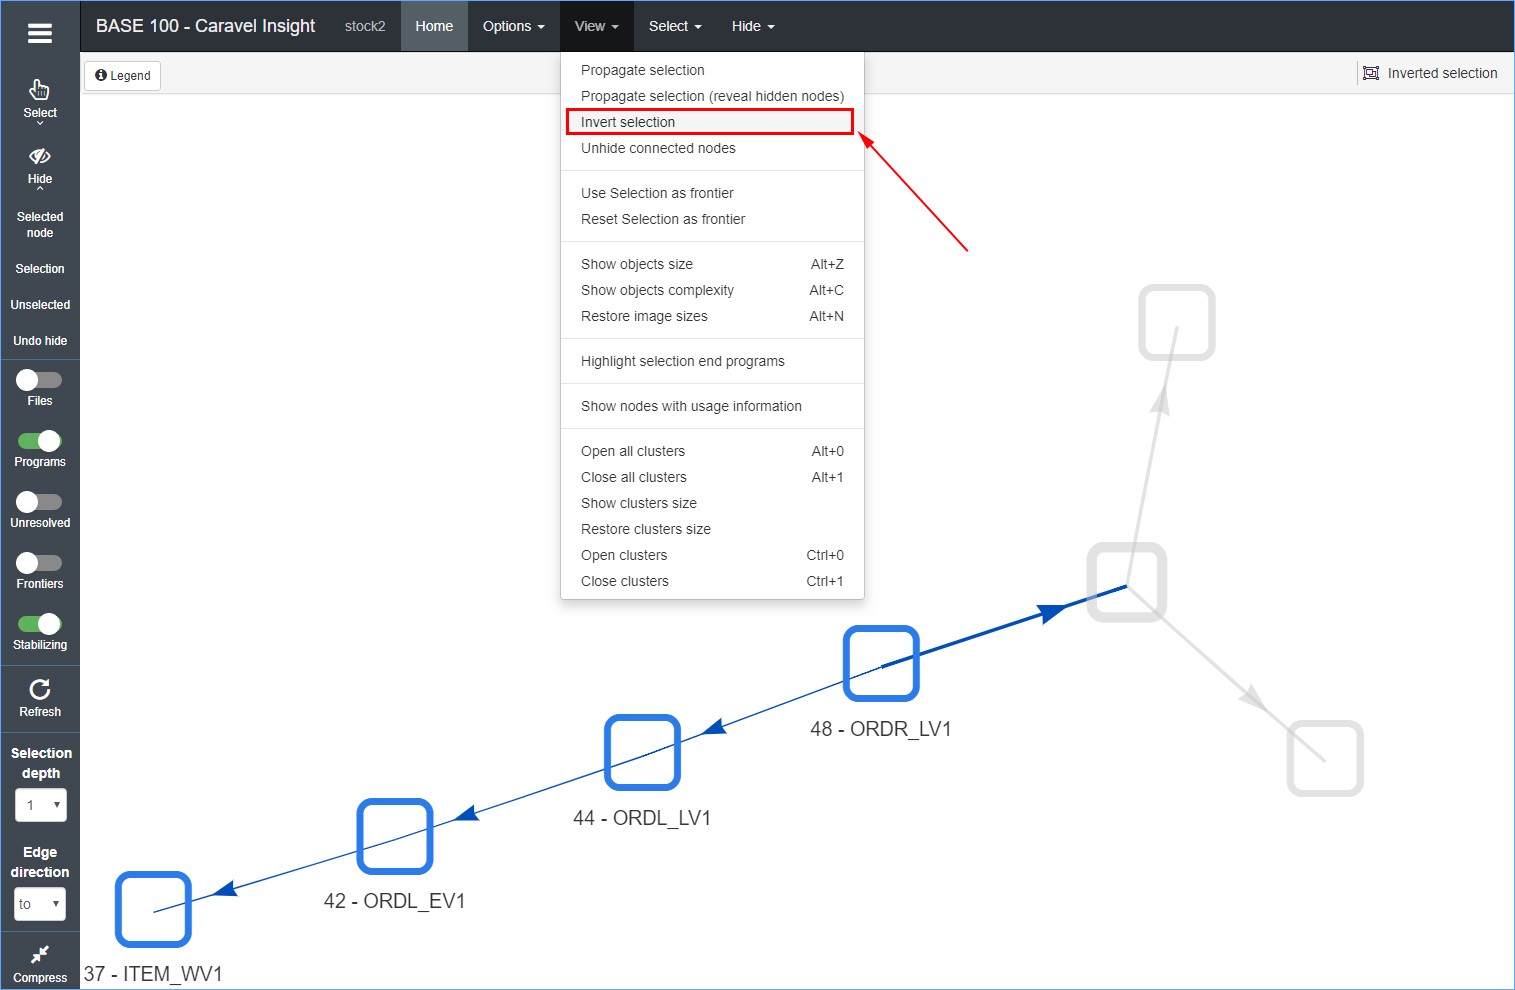 BASE 100 - Caravel Insight
stock2
Home
Options
View
Select
Hide
Legend
Inverted selection
Select
Hide
Selected
node
Selection
Unselected
Undo hide
Files
Programs
Unresolved
Frontiers
Stabilizing
Refresh
Selection
depth
1
Edge
direction
to
Compress
Propagate selection
Propagate selection (reveal hidden nodes)
Invert selection
Unhide connected nodes
Use Selection as frontier
Reset Selection as frontier
Show objects size Alt+Z
Show objects complexity Alt+C
Restore image sizes Alt+N
Highlight selection end programs
Show nodes with usage information
Open all clusters Alt+0
Close all clusters Alt+1
Show clusters size
Restore clusters size
Open clusters Ctrl+0
Close clusters Ctrl+1
48 - ORDR_LV1
44 - ORDL_LV1
42 - ORDL_EV1
37 - ITEM_WV1